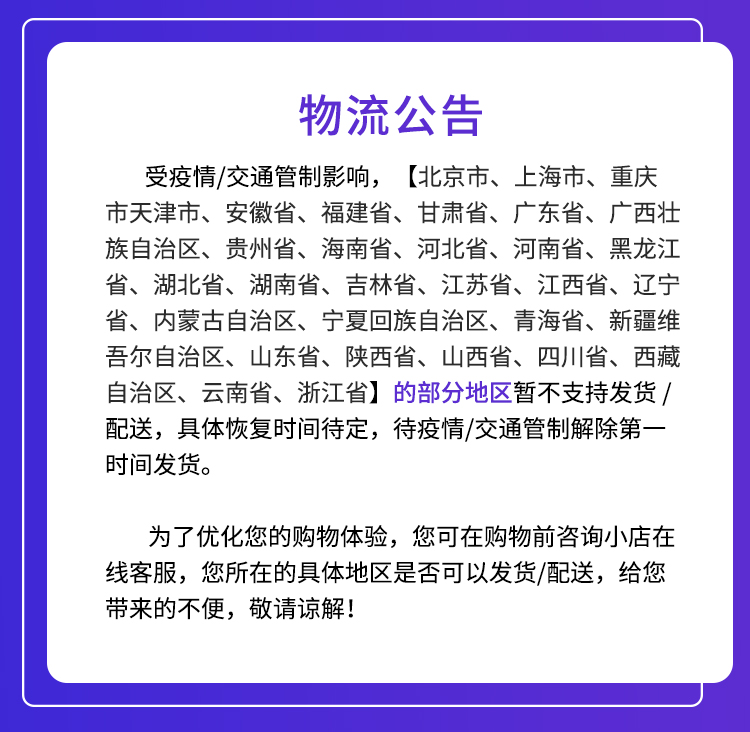 物流公告
受疫情/交通管制影响，【北京市、上海市、重庆
市天津市、安徽省、福建省、甘肃省、广东省、广西壮
族自治区、贵州省、海南省、河北省、河南省、黑龙江
省、湖北省、湖南省、吉林省、江苏省、江西省、辽宁
省、内蒙古自治区、宁夏回族自治区、青海省、新疆维
吾尔自治区、山东省、陕西省、山西省、四川省、西藏
自治区、云南省、浙江省】的部分地区暂不支持发货 /
配送，具体恢复时间待定，待疫情/交通管制解除第一
时间发货。
为了优化您的购物体验，您可在购物前咨询小店在
线客服，您所在的具体地区是否可以发货/配送，给您
带来的不便，敬请谅解！